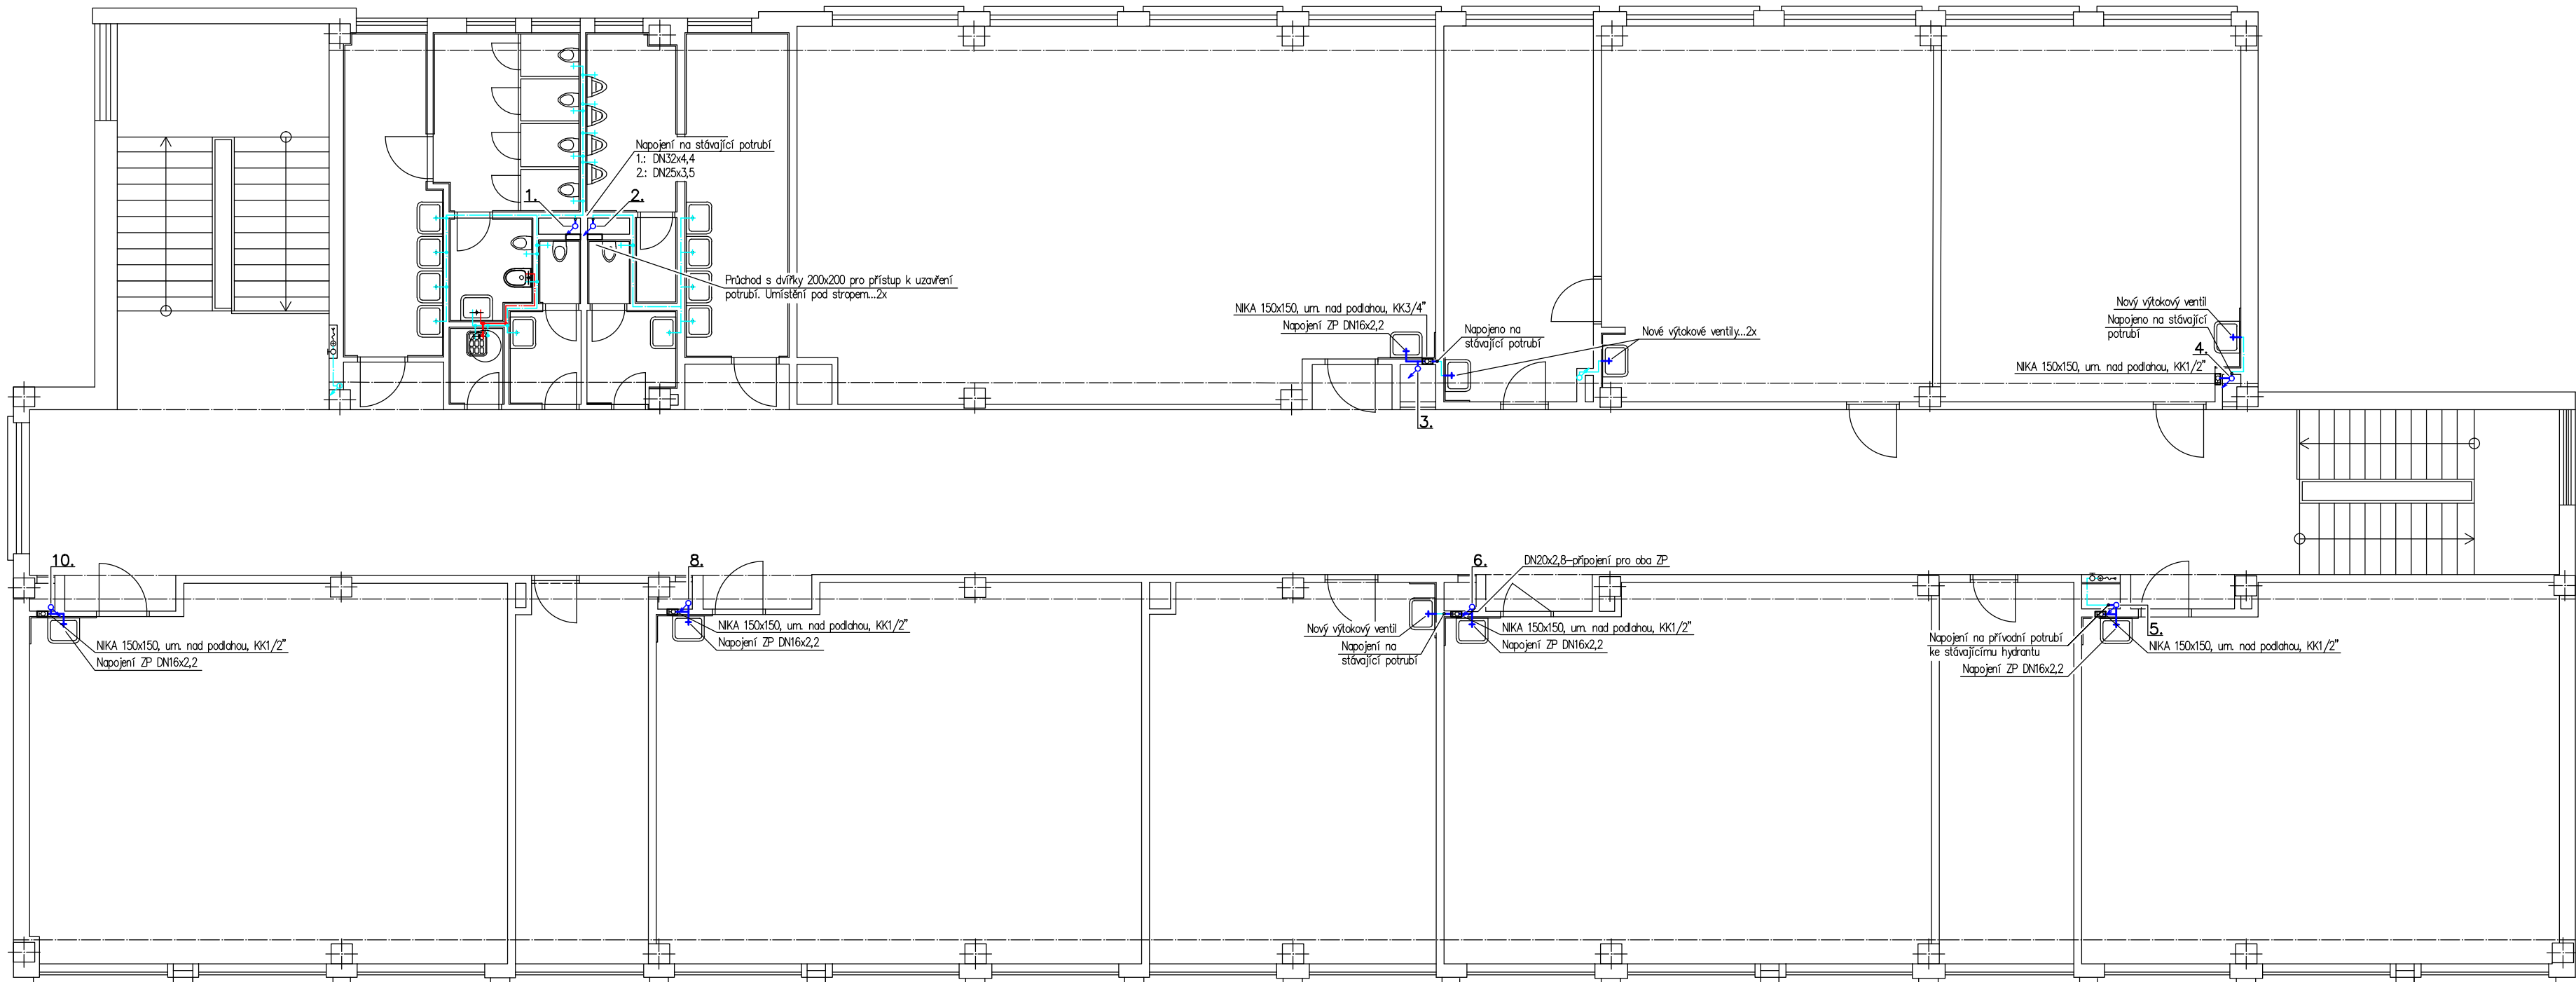 Napojení na stávající potrubí
1.: DN32x4,4
2.: DN25x3,5
1.
2.
Průchod s dvířky 200x200 pro přístup k uzavření
potrubí. Umístění pod stropem...2x
NIKA 150x150, um. nad podlahou, KK3/4"
Napojení ZP DN16x2,2
Napojeno na
stávající potrubí
Nové výtokové ventily...2x
3.
Nový výtokový ventil
Napojeno na stávající
potrubí
4.
NIKA 150x150, um. nad podlahou, KK1/2"
10.
NIKA 150x150, um. nad podlahou, KK1/2"
Napojení ZP DN16x2,2
8.
NIKA 150x150, um. nad podlahou, KK1/2"
Napojení ZP DN16x2,2
6.
DN20x2,8-připojení pro oba ZP
Nový výtokový ventil
Napojení na
stávající potrubí
NIKA 150x150, um. nad podlahou, KK1/2"
Napojení ZP DN16x2,2
5.
Napojení na přívodní potrubí
ke stávajícímu hydrantu
Napojení ZP DN16x2,2
NIKA 150x150, um. nad podlahou, KK1/2"